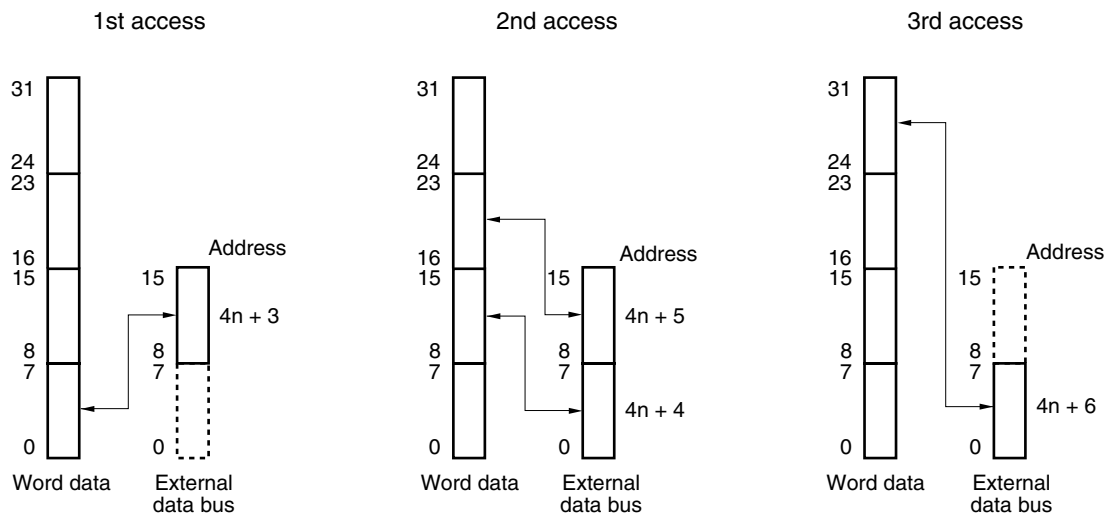 1st access
31
24
23
16
15
8
7
0
Word data
Address
15
8
7
0
4n + 3
External
data bus
2nd access
31
24
23
16
15
8
7
0
Word data
Address
15
8
7
0
4n + 5
4n + 4
External
data bus
3rd access
31
24
23
16
15
8
7
0
Word data
Address
15
8
7
0
4n + 6
External
data bus